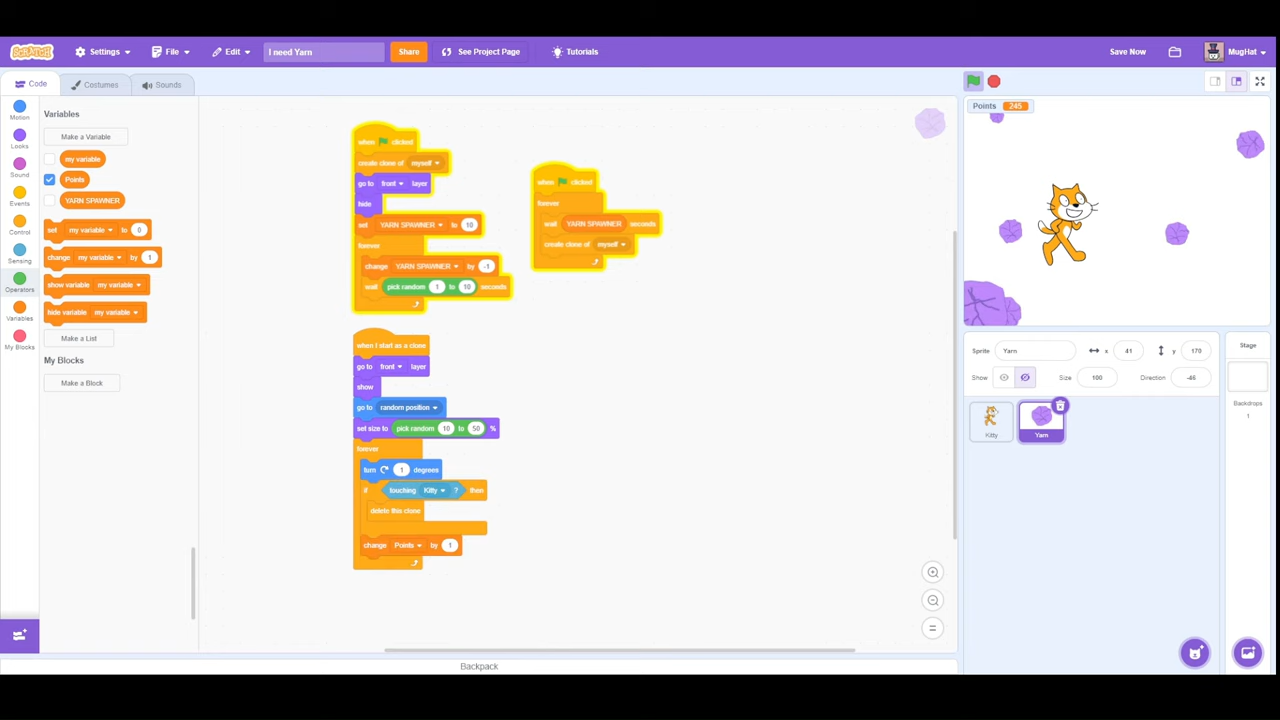 SCRATCH
Settings
File
Edit
I need Yarn
Share
See Project Page
Tutorials
Save Now
MugHat
Code
Costumes
Sounds
Motion
Looks
Sound
Events
Control
Sensing
Operators
Variables
My Blocks
Variables
Make a Variable
my variable
Points
YARN SPAWNER
set my variable to 0
change my variable by 1
show variable my variable
hide variable my variable
Make a List
My Blocks
Make a Block
when clicked
create clone of myself
go to front layer
hide
set YARN SPAWNER to 10
forever
change YARN SPAWNER by -1
wait pick random 1 to 10 seconds
when I start as a clone
go to front layer
show
go to random position
set size to pick random 10 to 50 %
forever
turn 1 degrees
if touching Kitty ? then
delete this clone
change Points by 1
when clicked
forever
wait YARN SPAWNER seconds
create clone of myself
Backpack
Points 245
Sprite Yarn x 41 y 170
Show Size 100 Direction -46
Kitty
Yarn
Stage
Backdrops
1